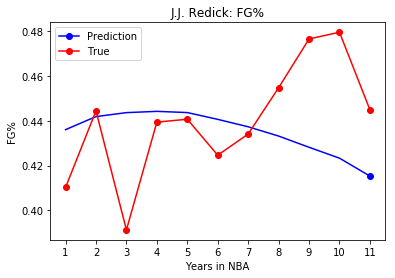 J.J. Redick: FG%
Prediction
True
0.48
0.46
0.44
0.42
0.40
FG%
1 2 3 4 5 6 7 8 9 10 11
Years in NBA